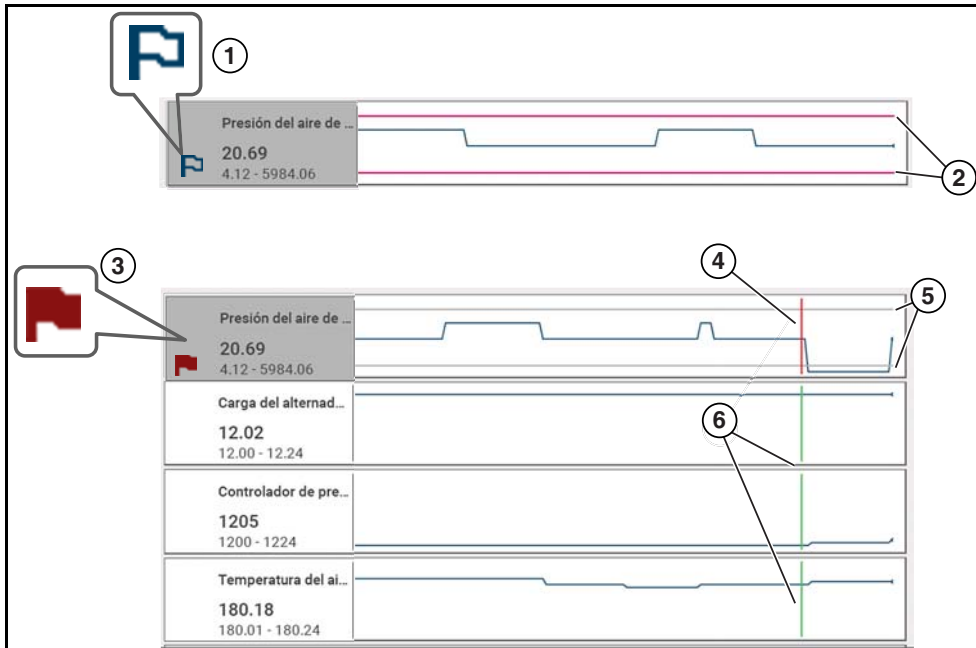 1
Presión del aire de ...
20.69
4.12 - 5984.06
2
3
4
5
Presión del aire de ...
20.69
4.12 - 5984.06
Carga del alternad...
12.02
12.00 - 12.24
6
Controlador de pre...
1205
1200 - 1224
Temperatura del ai...
180.18
180.01 - 180.24